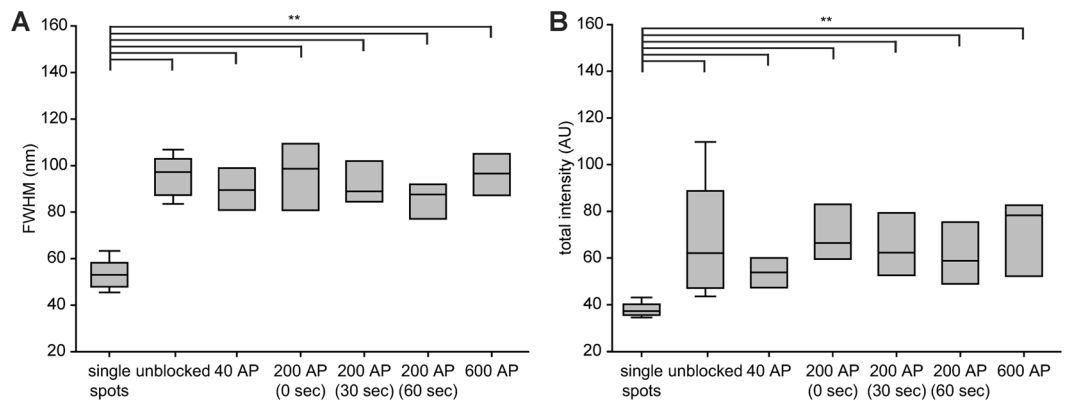 A
**
160
140
120
100
80
60
40
20
FWHM (nm)
single spots
unblocked
40 AP
200 AP (0 sec)
200 AP (30 sec)
200 AP (60 sec)
600 AP
B
**
160
140
120
100
80
60
40
20
total intensity (AU)
single spots
unblocked
40 AP
200 AP (0 sec)
200 AP (30 sec)
200 AP (60 sec)
600 AP